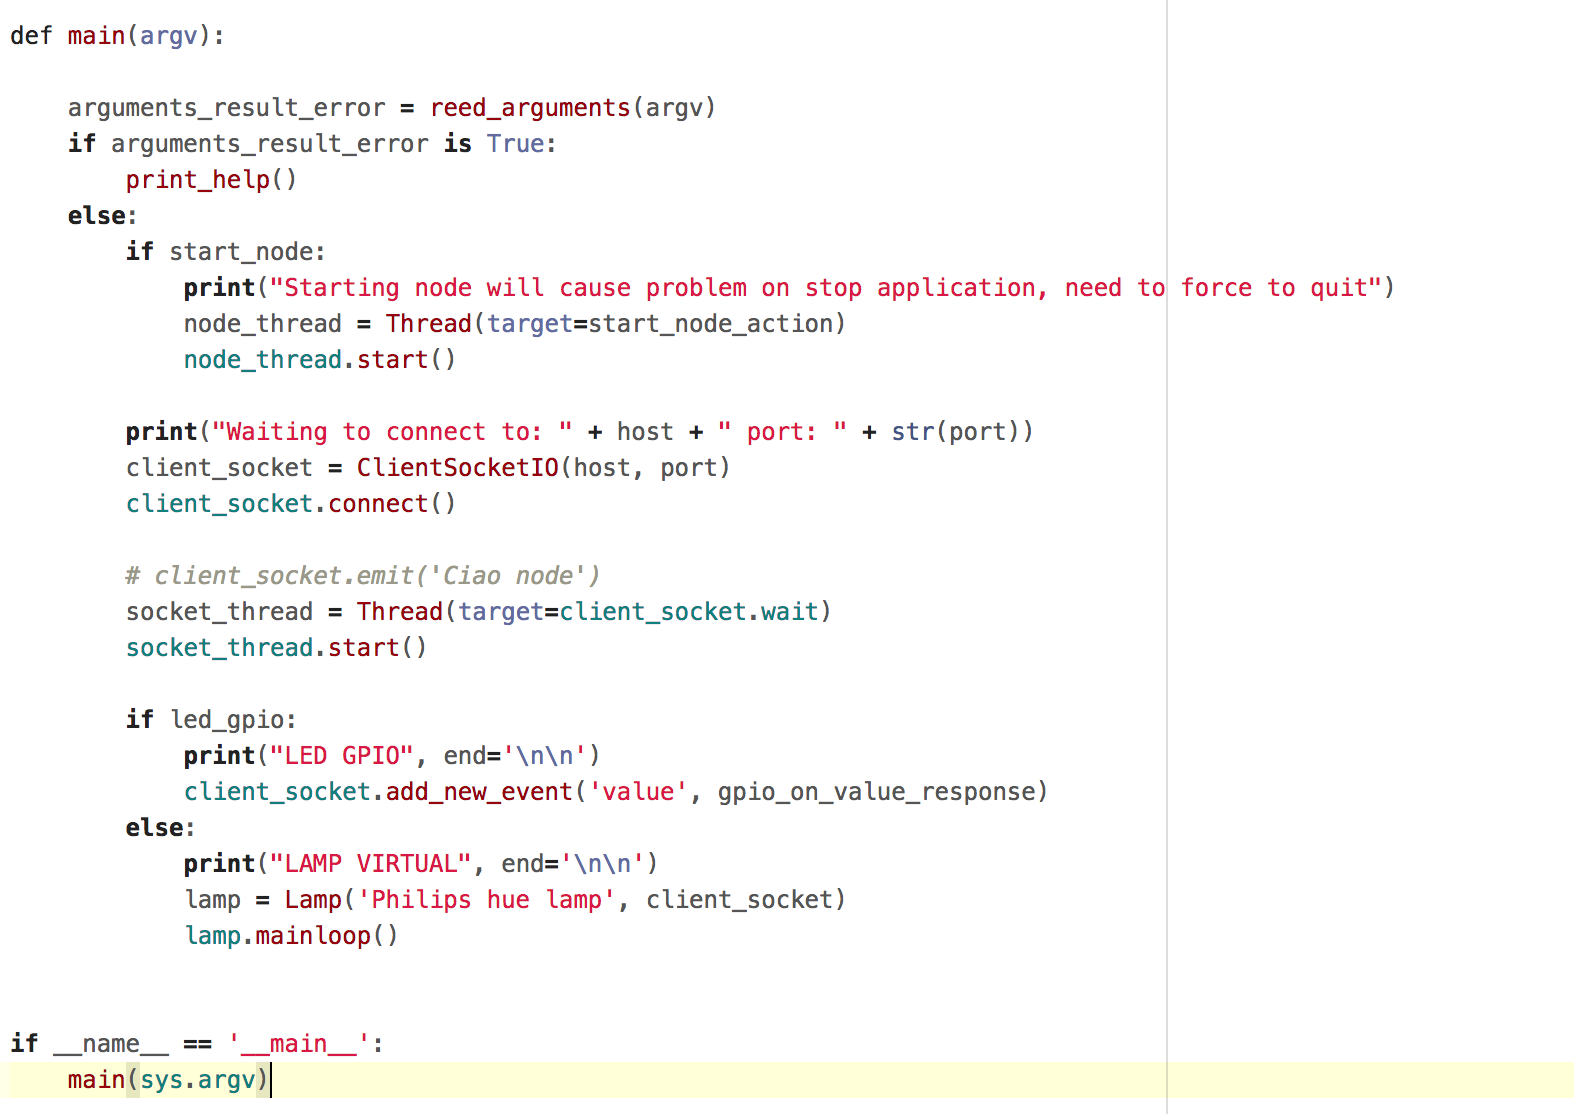 def main(argv):

    arguments_result_error = reed_arguments(argv)
    if arguments_result_error is True:
        print_help()
    else:
        if start_node:
            print("Starting node will cause problem on stop application, need to force to quit")
            node_thread = Thread(target=start_node_action)
            node_thread.start()

        print("Waiting to connect to: " + host + " port: " + str(port))
        client_socket = ClientSocketIO(host, port)
        client_socket.connect()

        # client_socket.emit('Ciao node')
        socket_thread = Thread(target=client_socket.wait)
        socket_thread.start()

        if led_gpio:
            print("LED GPIO", end='\n\n')
            client_socket.add_new_event('value', gpio_on_value_response)
        else:
            print("LAMP VIRTUAL", end='\n\n')
            lamp = Lamp('Philips hue lamp', client_socket)
            lamp.mainloop()


if __name__ == '__main__':
    main(sys.argv)